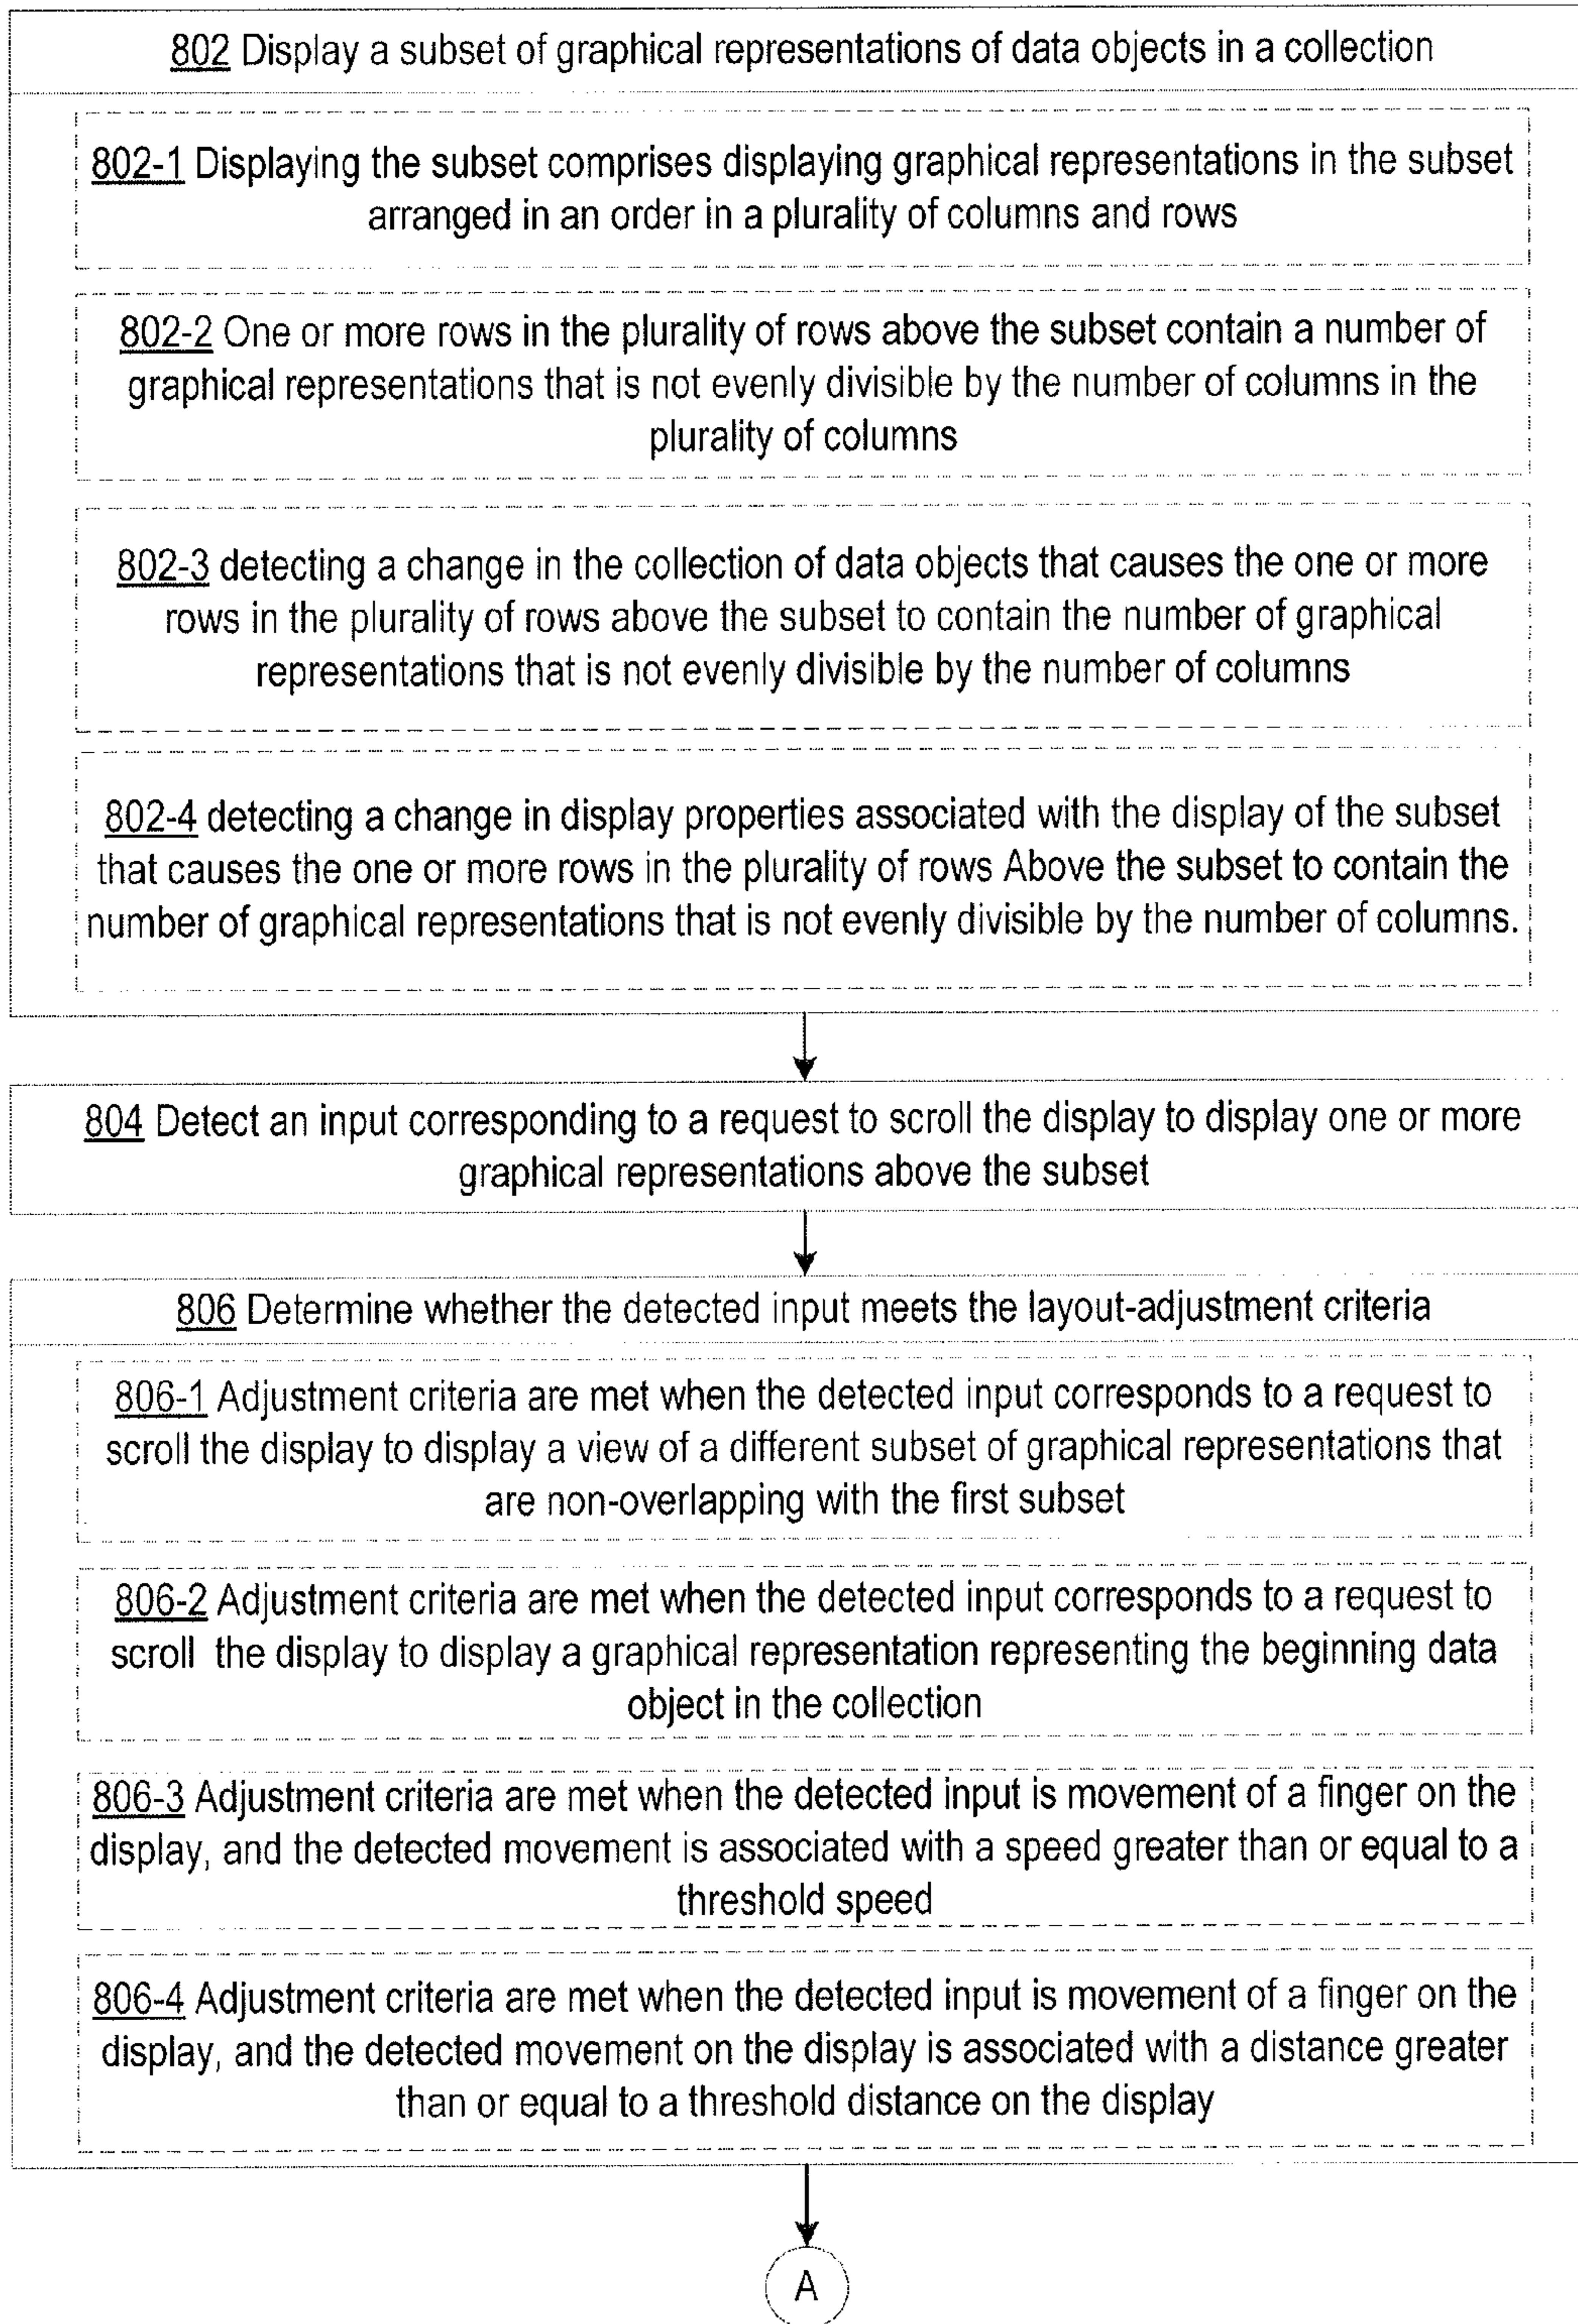 802 Display a subset of graphical representations of data objects in a collection
802-1 Displaying the subset comprises displaying graphical representations in the subset
arranged in an order in a plurality of columns and rows
802-2 One or more rows in the plurality of rows above the subset contain a number of
graphical representations that is not evenly divisible by the number of columns in the
plurality of columns
802-3 detecting a change in the collection of data objects that causes the one or more
rows in the plurality of rows above the subset to contain the number of graphical
representations that is not evenly divisible by the number of columns
802-4 detecting a change in display properties associated with the display of the subset
that causes the one or more rows in the plurality of rows Above the subset to contain the
number of graphical representations that is not evenly divisible by the number of columns.
804 Detect an input corresponding to a request to scroll the display to display one or more
graphical representations above the subset
806 Determine whether the detected input meets the layout-adjustment criteria
806-1 Adjustment criteria are met when the detected input corresponds to a request to
scroll the display to display a view of a different subset of graphical representations that
are non-overlapping with the first subset
806-2 Adjustment criteria are met when the detected input corresponds to a request to
scroll the display to display a graphical representation representing the beginning data
object in the collection
806-3 Adjustment criteria are met when the detected input is movement of a finger on the
display, and the detected movement is associated with a speed greater than or equal to a
threshold speed
806-4 Adjustment criteria are met when the detected input is movement of a finger on the
display, and the detected movement on the display is associated with a distance greater
than or equal to a threshold distance on the display
A